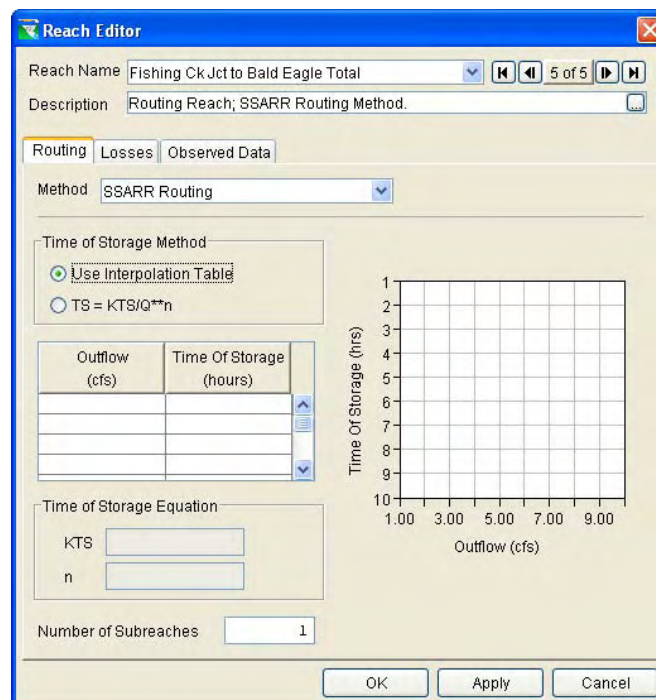 Reach Editor
Reach Name Fishing Ck Jct to Bald Eagle Total 5 of 5
Description Routing Reach; SSARR Routing Method. ...
Routing Losses Observed Data
Method SSARR Routing
Time of Storage Method
Use Interpolation Table
TS = KTS/Q**n
Outflow (cfs) Time Of Storage (hours)
Time Of Storage (hrs)
1
2
3
4
5
6
7
8
9
10
1.00 3.00 5.00 7.00 9.00
Outflow (cfs)
Time of Storage Equation
KTS
n
Number of Subreaches 1
OK Apply Cancel